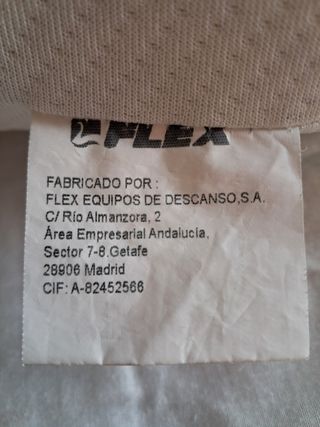 FLEX
FABRICADO POR :
FLEX EQUIPOS DE DESCANSO,S.A.
C/ Río Almanzora, 2
Área Empresarial Andalucía,
Sector 7-8.Getafe
28906 Madrid
CIF: A-82452566